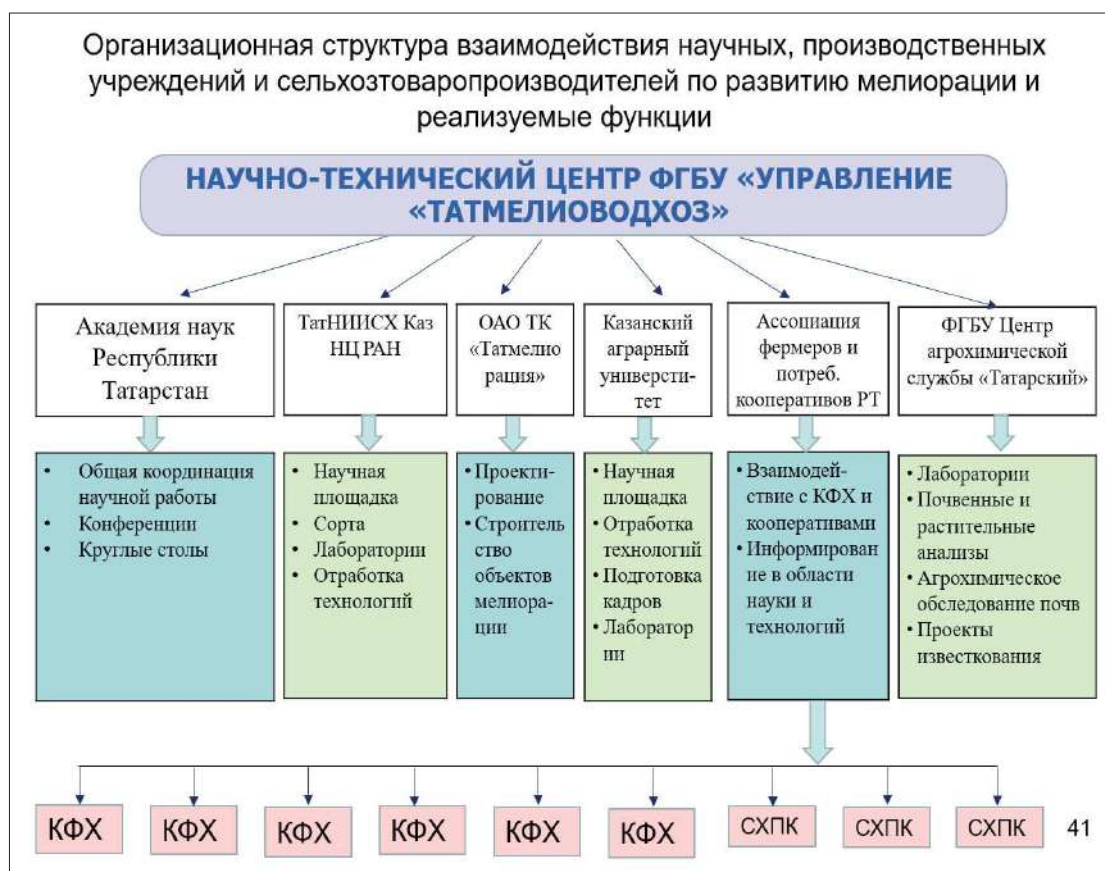 Организационная структура взаимодействия научных, производственных
учреждений и сельхозтоваропроизводителей по развитию мелиорации и
реализуемые функции
НАУЧНО-ТЕХНИЧЕСКИЙ ЦЕНТР ФГБУ «УПРАВЛЕНИЕ
«ТАТМЕЛИОВОДХОЗ»
Академия наук
Республики
Татарстан
ТатНИИСХ Каз
НЦ РАН
ОАО ТК
«Татмелио
рация»
Казанский
аграрный
универсти-
тет
Ассоциация
фермеров и
потреб.
кооперативов РТ
ФГБУ Центр
агрохимической
службы «Татарский»
• Общая координация
научной работы
• Конференции
• Круглые столы
• Научная
площадка
• Сорта
• Лаборатории
• Отработка
технологий
• Проекти-
рование
• Строитель
ство
объектов
мелиора-
ции
• Научная
площадка
• Отработка
технологий
• Подготовка
кадров
• Лаборатор
ии
• Взаимодей-
ствие с КФХ и
кооперативами
• Информирован
ие в области
науки и
технологий
• Лаборатории
• Почвенные и
растительные
анализы
• Агрохимическое
обследование почв
• Проекты
известкования
КФХ КФХ КФХ КФХ КФХ КФХ СХПК СХПК СХПК 41